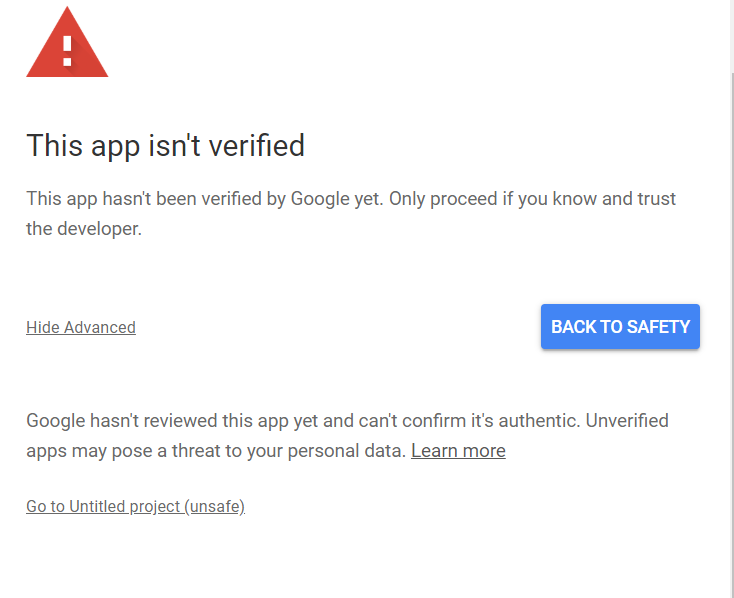 This app isn't verified
This app hasn't been verified by Google yet. Only proceed if you know and trust
the developer.
Hide Advanced
BACK TO SAFETY
Google hasn't reviewed this app yet and can't confirm it's authentic. Unverified
apps may pose a threat to your personal data. Learn more
Go to Untitled project (unsafe)